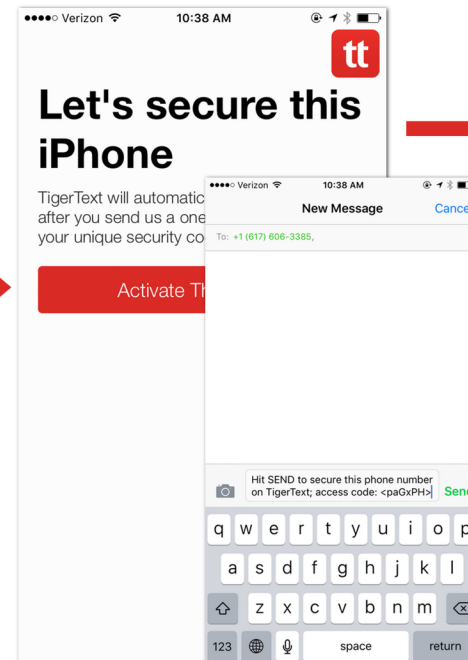 Verizon 10:38 AM
tt
Let's secure this
iPhone
TigerText will automatic
after you send us a one
your unique security co
Activate Th
Verizon 10:38 AM
New Message Cance
To: +1 (617) 606-3385,
Hit SEND to secure this phone number
on TigerText; access code: <paGxPH>
Send
q w e r t y u i o p
a s d f g h j k l
z x c v b n m
123 space return